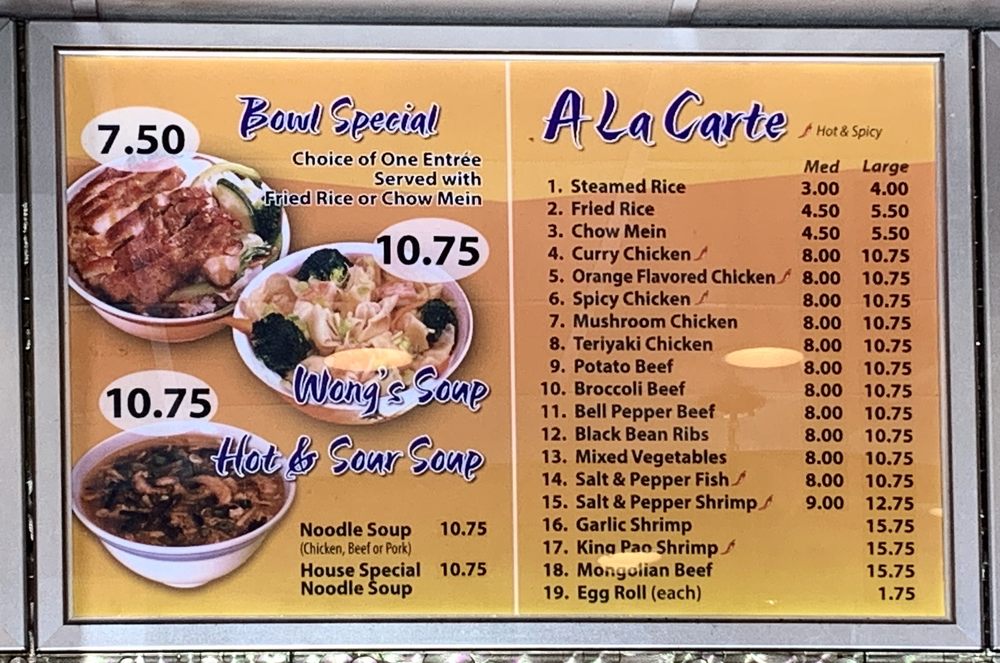 7.50
Bowl Special
Choice of One Entrée
Served with
Fried Rice or Chow Mein
10.75
Wong's Soup
10.75
Hot & Sour Soup
Noodle Soup 10.75
(Chicken, Beef or Pork)
House Special 10.75
Noodle Soup
A La Carte Hot & Spicy
Med Large
1. Steamed Rice 3.00 4.00
2. Fried Rice 4.50 5.50
3. Chow Mein 4.50 5.50
4. Curry Chicken 8.00 10.75
5. Orange Flavored Chicken 8.00 10.75
6. Spicy Chicken 8.00 10.75
7. Mushroom Chicken 8.00 10.75
8. Teriyaki Chicken 8.00 10.75
9. Potato Beef 8.00 10.75
10. Broccoli Beef 8.00 10.75
11. Bell Pepper Beef 8.00 10.75
12. Black Bean Ribs 8.00 10.75
13. Mixed Vegetables 8.00 10.75
14. Salt & Pepper Fish 8.00 10.75
15. Salt & Pepper Shrimp 9.00 12.75
16. Garlic Shrimp 15.75
17. King Pao Shrimp 15.75
18. Mongolian Beef 15.75
19. Egg Roll (each) 1.75